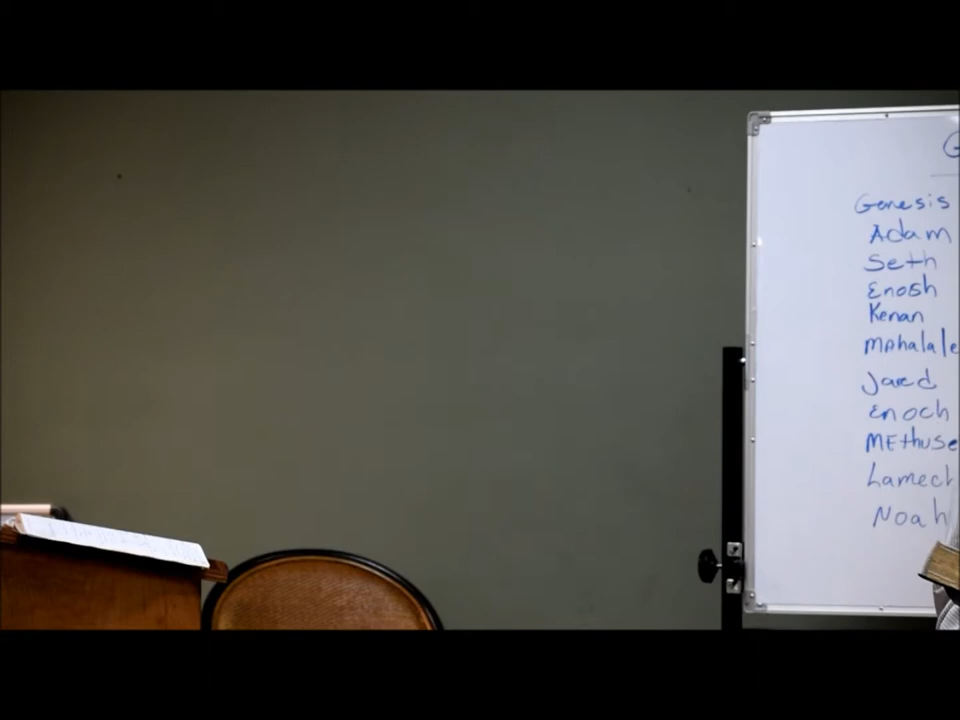 G
Genesis
Adam
Seth
Enosh
Kenan
Mahalale
Jared
Enoch
MEthuse
Lamech
Noah